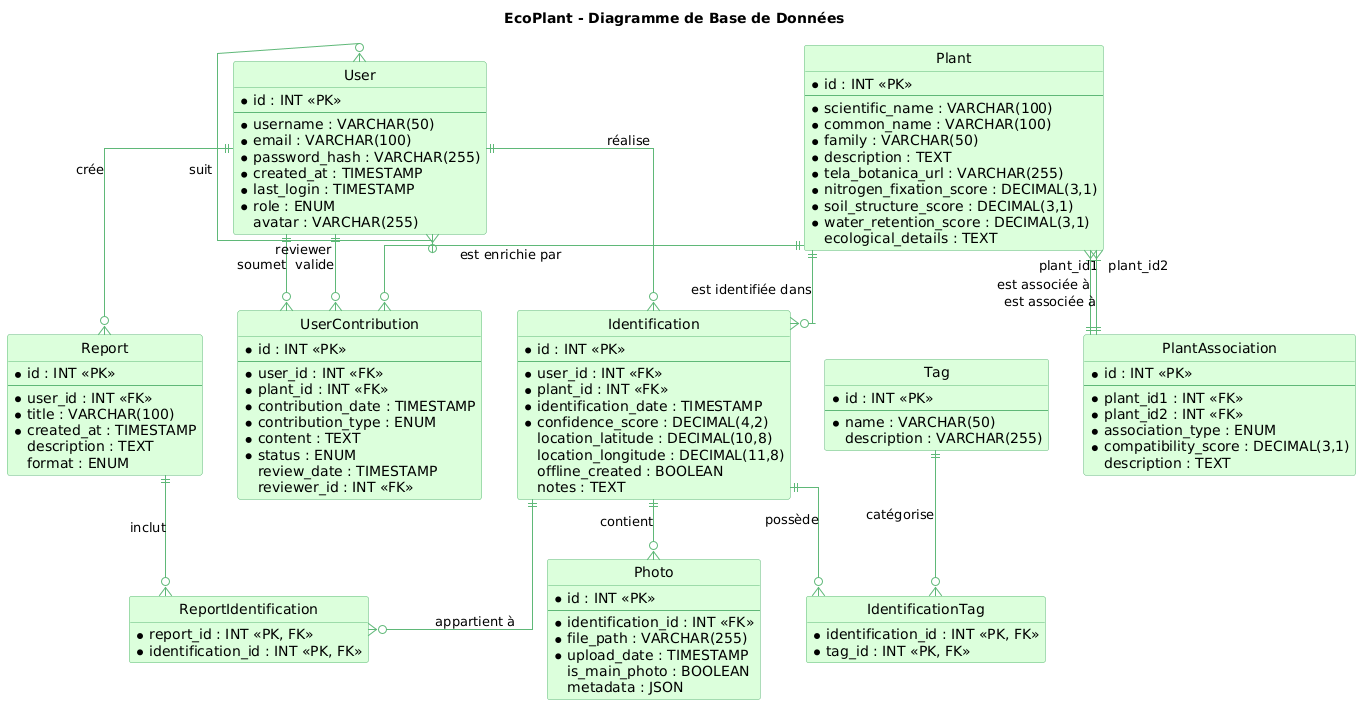 EcoPlant - Diagramme de Base de Données
User
id : INT «PK»
username : VARCHAR(50)
email : VARCHAR(100)
password_hash : VARCHAR(255)
created_at : TIMESTAMP
last_login : TIMESTAMP
role : ENUM
avatar : VARCHAR(255)
Plant
id : INT «PK»
scientific_name : VARCHAR(100)
common_name : VARCHAR(100)
family : VARCHAR(50)
description : TEXT
tela_botanica_url : VARCHAR(255)
nitrogen_fixation_score : DECIMAL(3,1)
soil_structure_score : DECIMAL(3,1)
water_retention_score : DECIMAL(3,1)
ecological_details : TEXT
crée
suit
réalise
reviewer
soumet
valide
est enrichie par
est identifiée dans
plant_id1
plant_id2
est associée à
est associée à
Report
id : INT «PK»
user_id : INT «FK»
title : VARCHAR(100)
created_at : TIMESTAMP
description : TEXT
format : ENUM
UserContribution
id : INT «PK»
user_id : INT «FK»
plant_id : INT «FK»
contribution_date : TIMESTAMP
contribution_type : ENUM
content : TEXT
status : ENUM
review_date : TIMESTAMP
reviewer_id : INT «FK»
Identification
id : INT «PK»
user_id : INT «FK»
plant_id : INT «FK»
identification_date : TIMESTAMP
confidence_score : DECIMAL(4,2)
location_latitude : DECIMAL(10,8)
location_longitude : DECIMAL(11,8)
offline_created : BOOLEAN
notes : TEXT
Tag
id : INT «PK»
name : VARCHAR(50)
description : VARCHAR(255)
PlantAssociation
id : INT «PK»
plant_id1 : INT «FK»
plant_id2 : INT «FK»
association_type : ENUM
compatibility_score : DECIMAL(3,1)
description : TEXT
inclut
contient
possède
catégorise
appartient à
ReportIdentification
report_id : INT «PK, FK»
identification_id : INT «PK, FK»
Photo
id : INT «PK»
identification_id : INT «FK»
file_path : VARCHAR(255)
upload_date : TIMESTAMP
is_main_photo : BOOLEAN
metadata : JSON
IdentificationTag
identification_id : INT «PK, FK»
tag_id : INT «PK, FK»